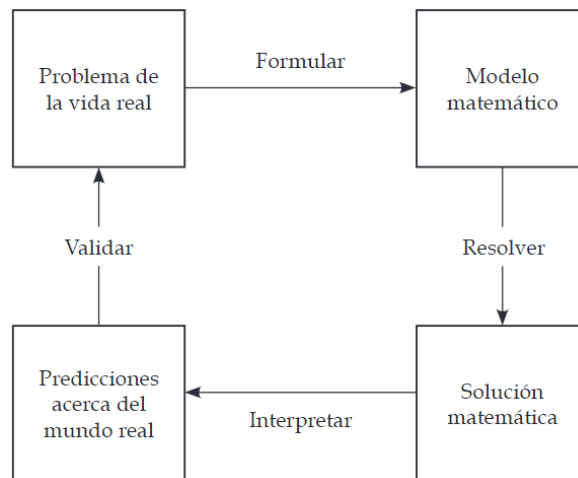 Problema de
la vida real
Formular
Modelo
matemático
Validar
Resolver
Predicciones
acerca del
mundo real
Interpretar
Solución
matemática